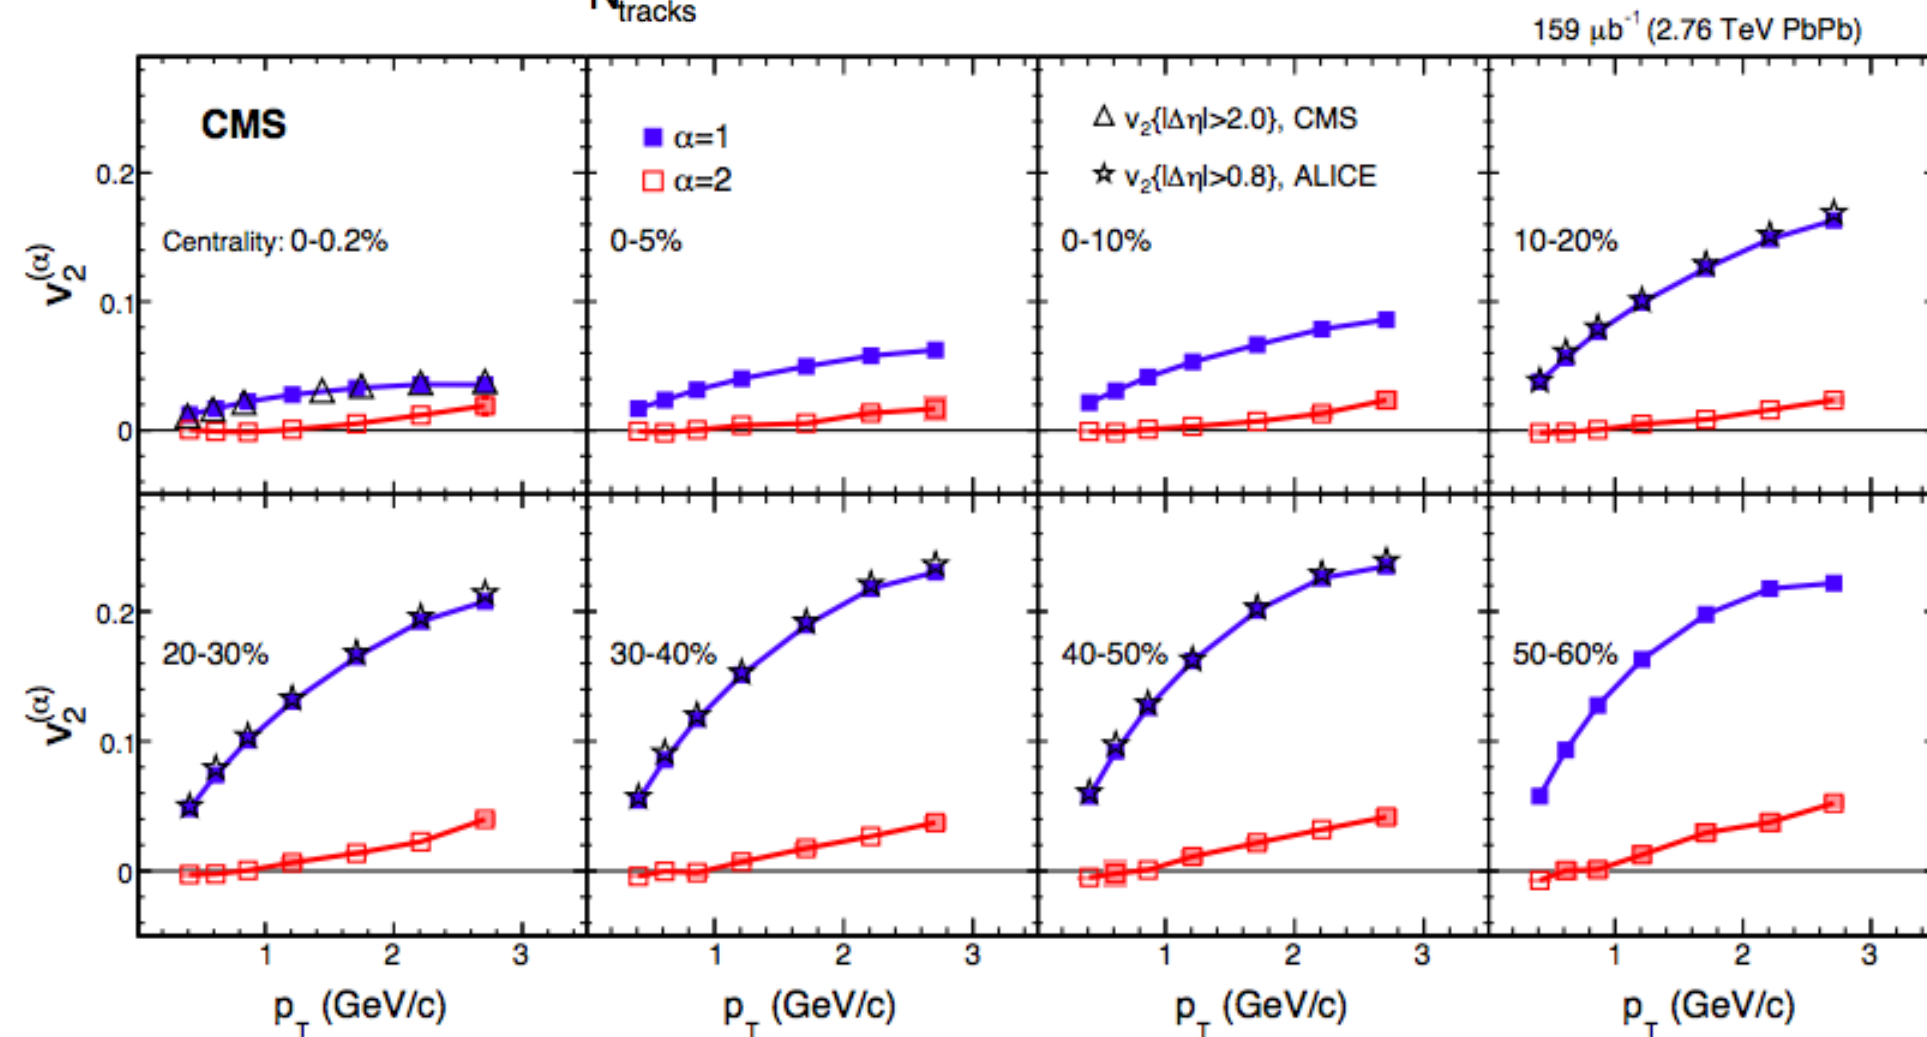 N_tracks
159 μb⁻¹ (2.76 TeV PbPb)
CMS
α=1
α=2
v₂{|Δη|>2.0}, CMS
v₂{|Δη|>0.8}, ALICE
Centrality: 0-0.2%
0-5%
0-10%
10-20%
v₂^(α)
0.2
0.1
0
20-30%
30-40%
40-50%
50-60%
v₂^(α)
0.2
0.1
0
1 2 3 1 2 3 1 2 3 1 2 3
p_T (GeV/c) p_T (GeV/c) p_T (GeV/c) p_T (GeV/c)